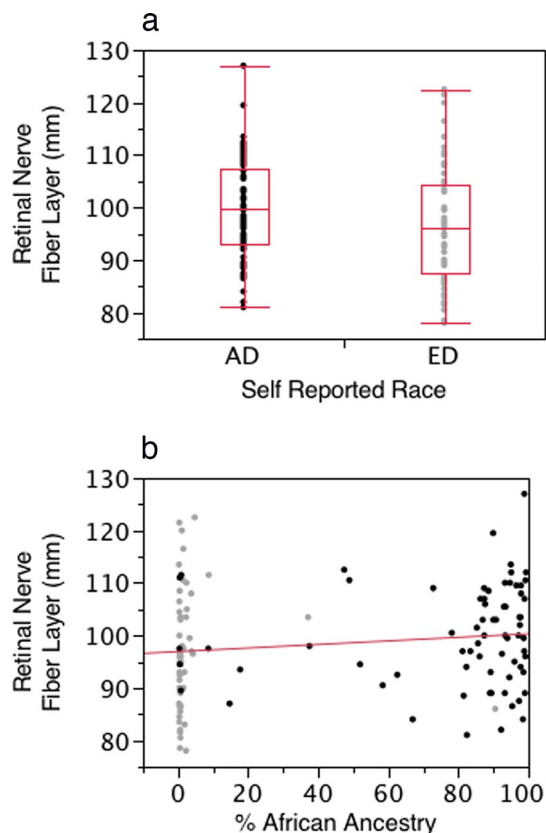 a
Retinal Nerve
Fiber Layer (mm)
130
120
110
100
90
80
AD
ED
Self Reported Race
b
Retinal Nerve
Fiber Layer (mm)
130
120
110
100
90
80
0
20
40
60
80
100
% African Ancestry